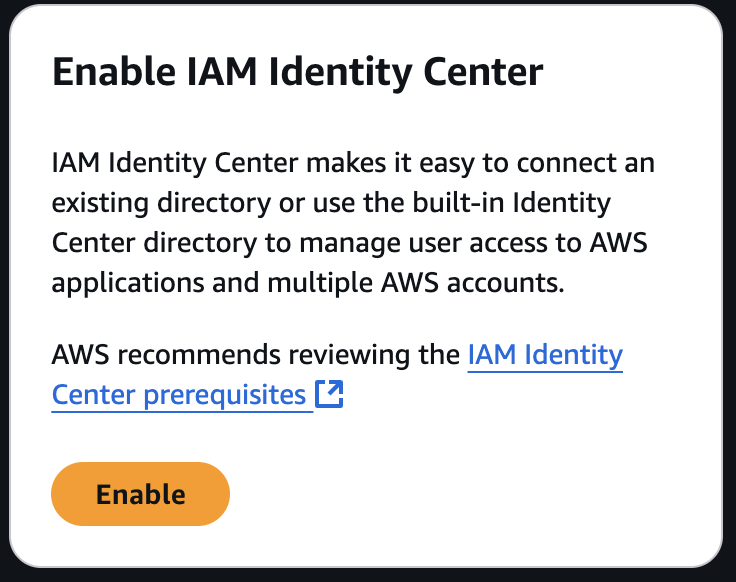 Enable IAM Identity Center
IAM Identity Center makes it easy to connect an
existing directory or use the built-in Identity
Center directory to manage user access to AWS
applications and multiple AWS accounts.
AWS recommends reviewing the IAM Identity
Center prerequisites
Enable